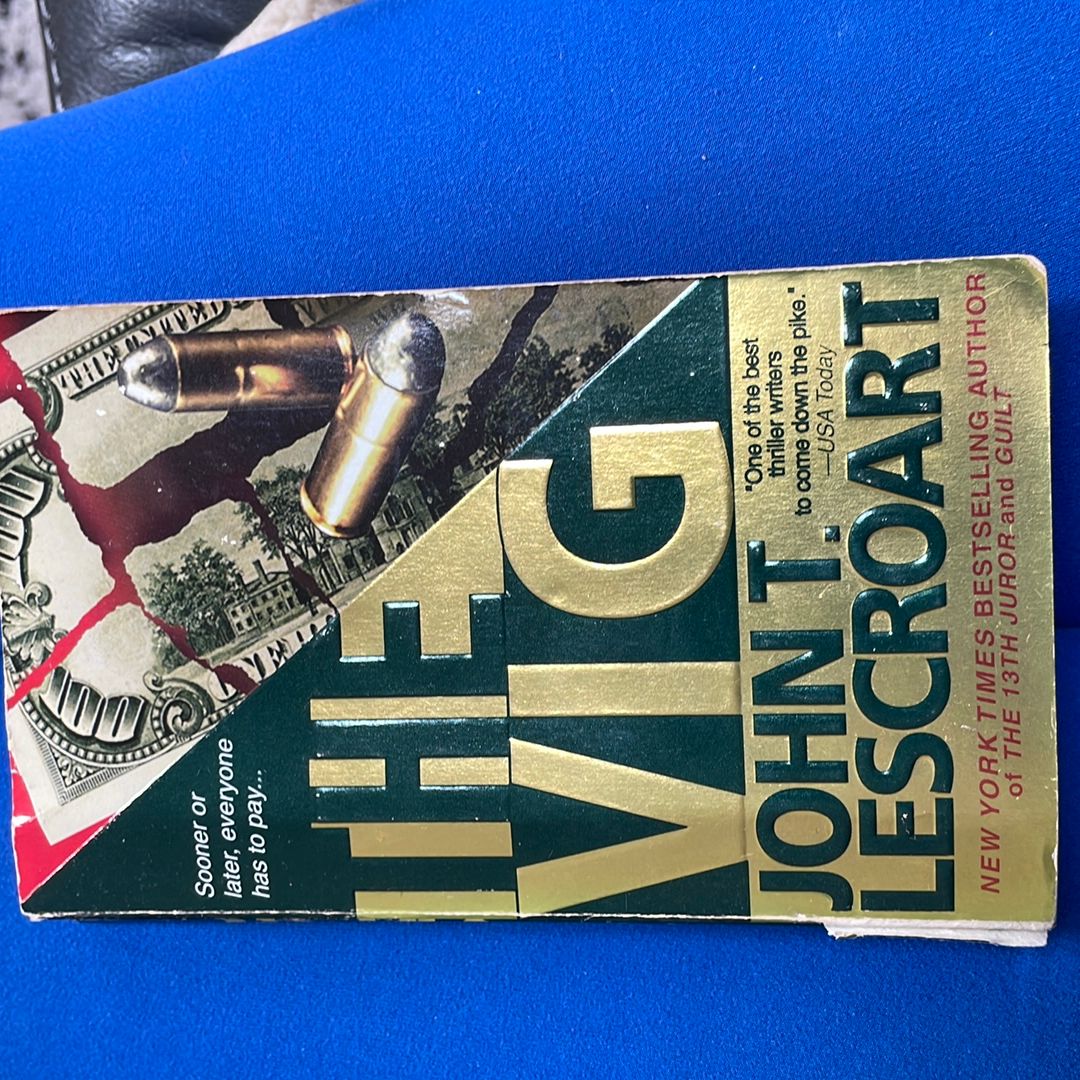 Sooner or
later, everyone
has to pay...
THE
VIG
"One of the best
thriller writers
to come down the pike."
—USA Today
JOHN T.
LESCROART
NEW YORK TIMES BESTSELLING AUTHOR
of THE 13TH JUROR and GUILT
100